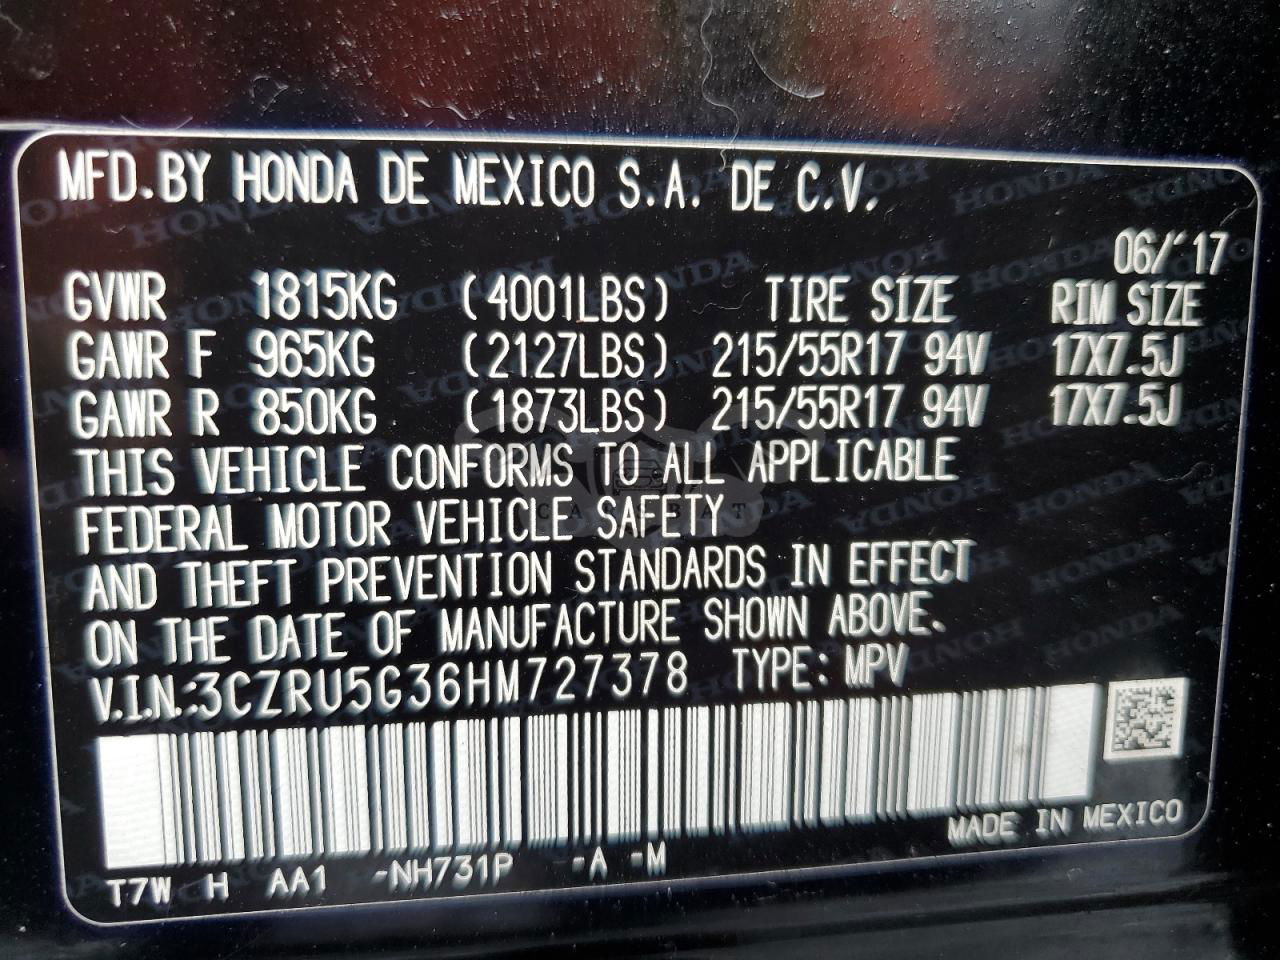 MFD.BY HONDA DE MEXICO S.A. DE C.V.
06/'17
GVWR 1815KG (4001LBS) TIRE SIZE RIM SIZE
GAWR F 965KG (2127LBS) 215/55R17 94V 17X7.5J
GAWR R 850KG (1873LBS) 215/55R17 94V 17X7.5J
THIS VEHICLE CONFORMS TO ALL APPLICABLE
FEDERAL MOTOR VEHICLE SAFETY
AND THEFT PREVENTION STANDARDS IN EFFECT
ON THE DATE OF MANUFACTURE SHOWN ABOVE.
V.I.N.:3CZRU5G36HM727378 TYPE: MPV
MADE IN MEXICO
T7W H AA1 -NH731P -A -M